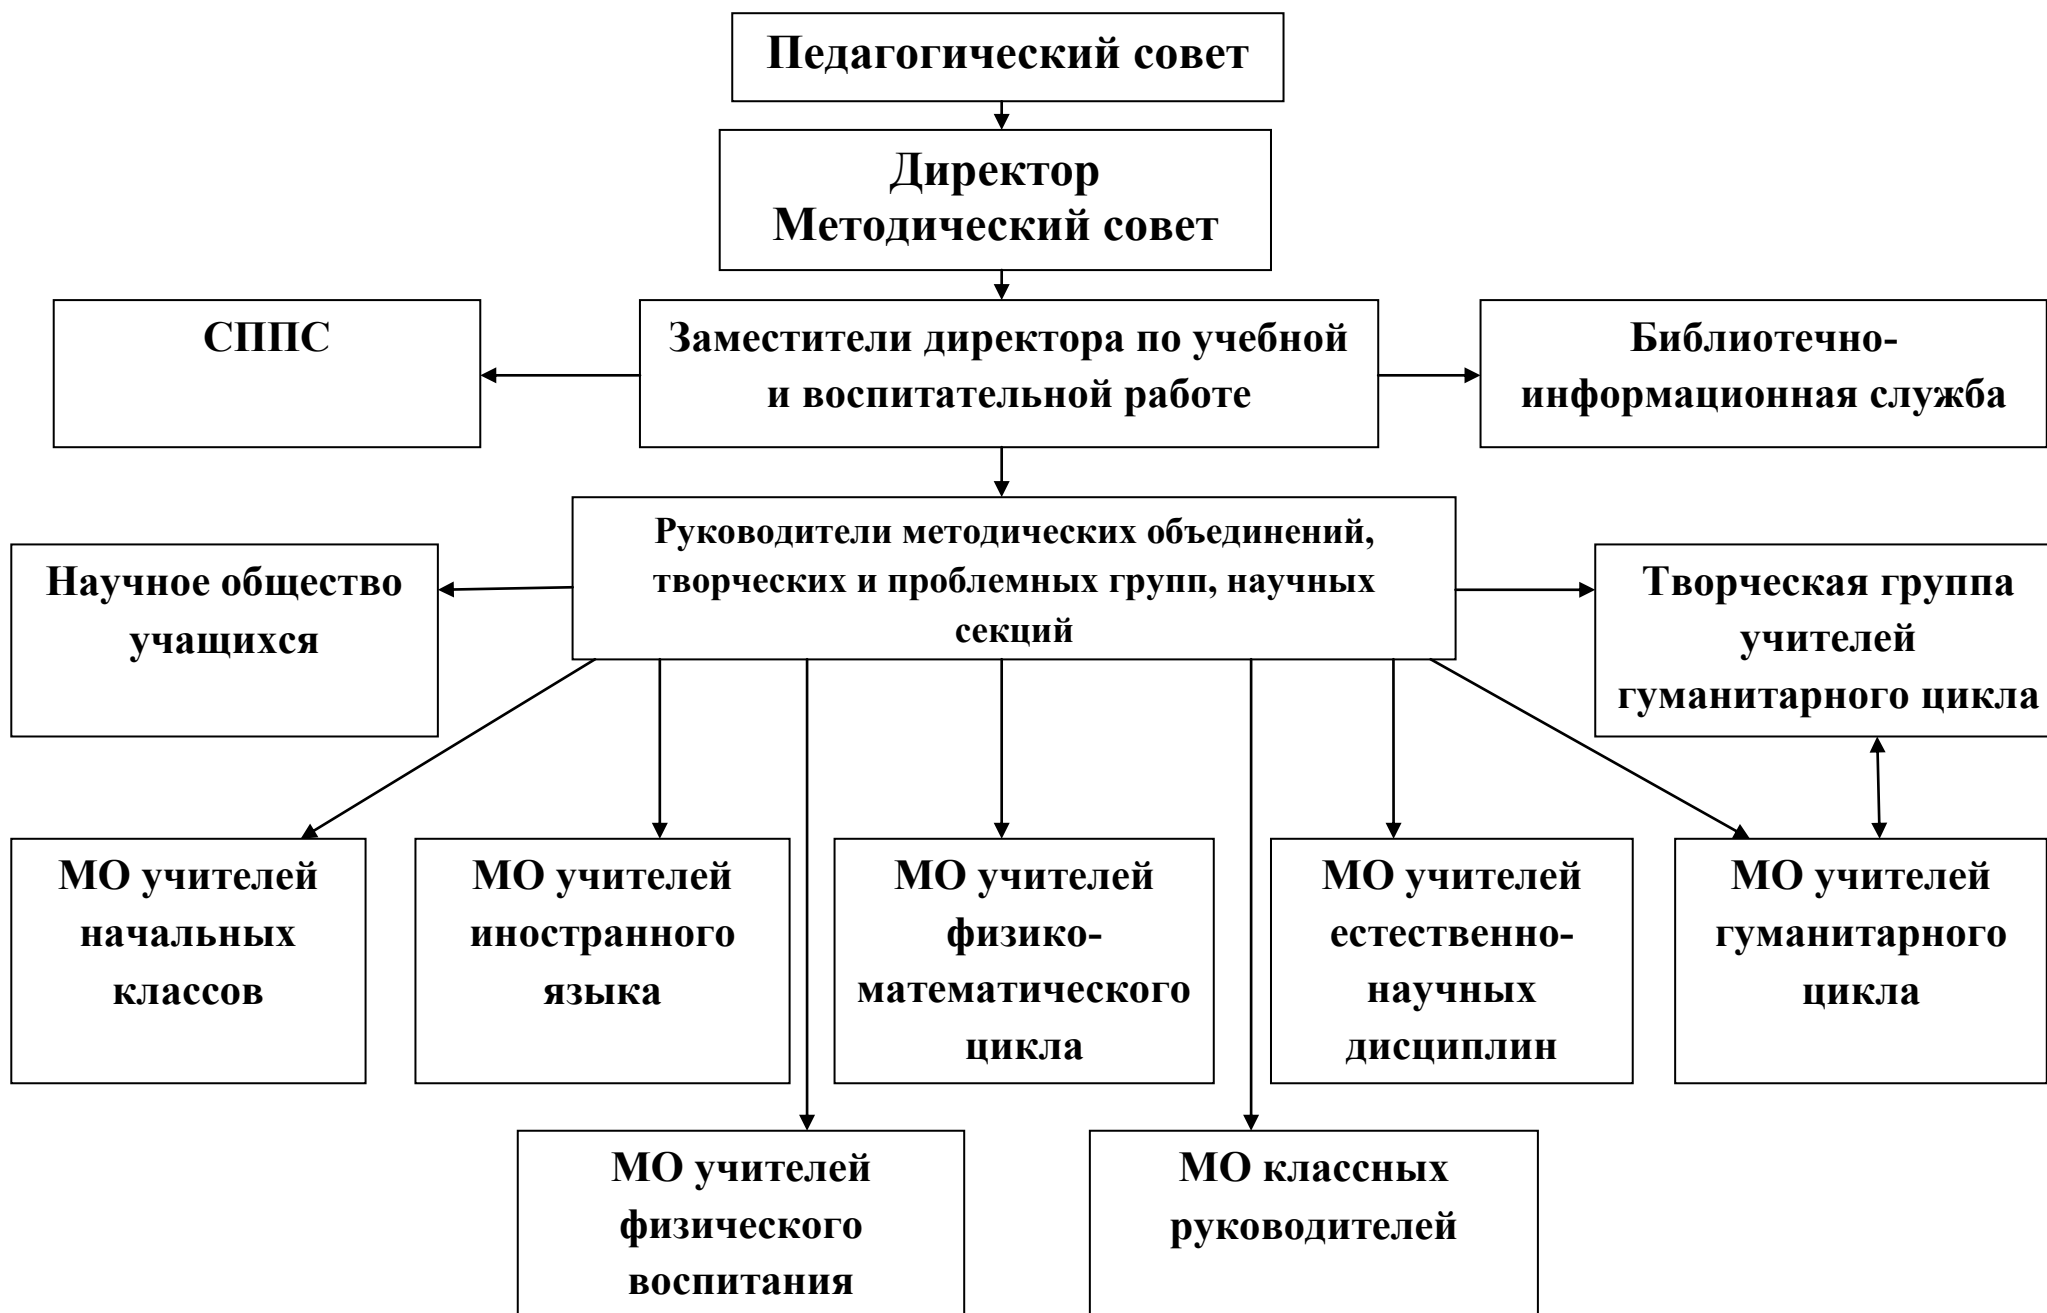 Педагогический совет
Директор
Методический совет
СППС
Заместители директора по учебной
и воспитательной работе
Библиотечно-
информационная служба
Руководители методических объединений,
творческих и проблемных групп, научных
секций
Научное общество
учащихся
Творческая группа
учителей
гуманитарного цикла
МО учителей
начальных
классов
МО учителей
иностранного
языка
МО учителей
физико-
математического
цикла
МО учителей
естественно-
научных
дисциплин
МО учителей
гуманитарного
цикла
МО учителей
физического
воспитания
МО классных
руководителей